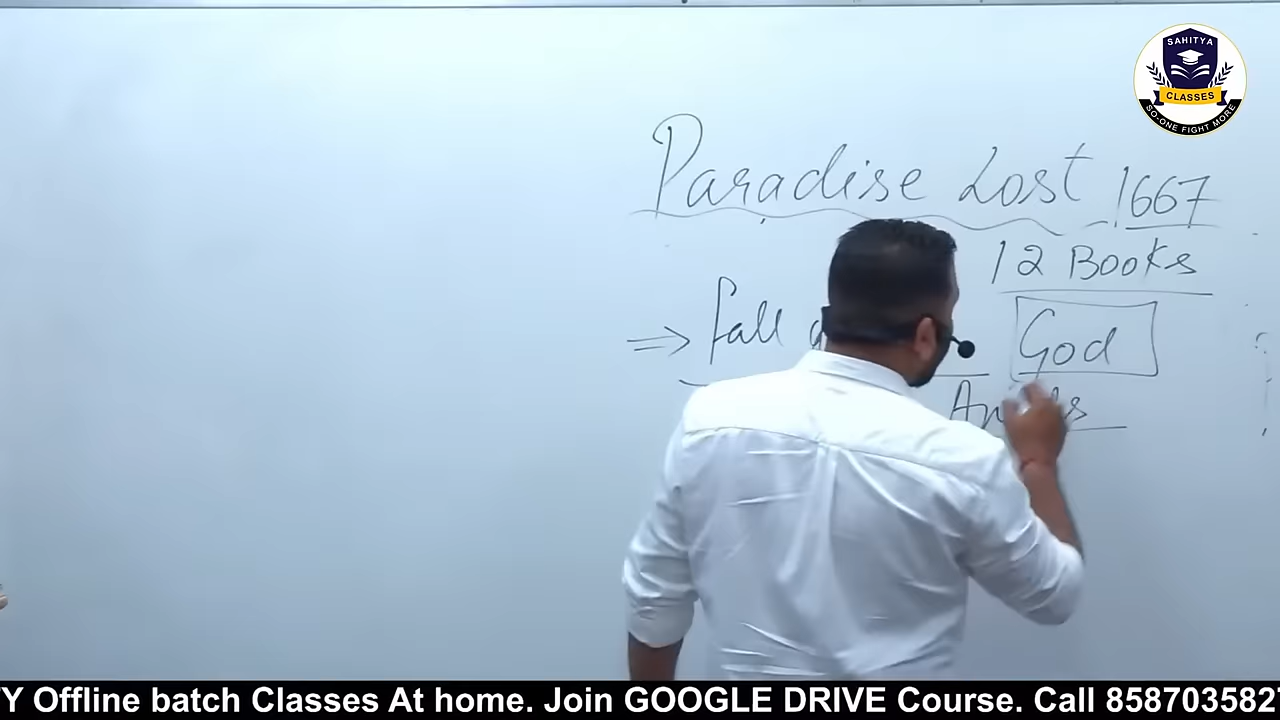 SAHITYA
CLASSES
SO-ONE FIGHT MORE
Paradise Lost 1667
12 Books
⇒ fall
God
Y Offline batch Classes At home. Join GOOGLE DRIVE Course. Call 858703582